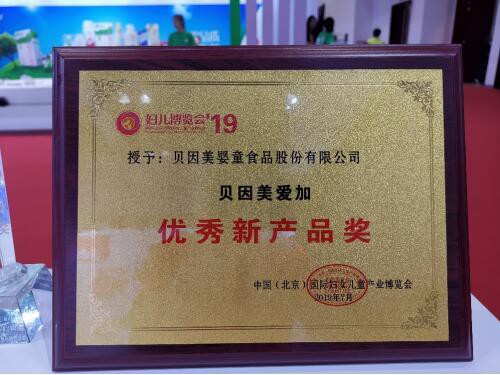 妇儿博览会'19
授予：贝因美婴童食品股份有限公司
贝因美爱加
优秀新产品奖
中国（北京）国际妇女儿童产业博览会
2019年7月